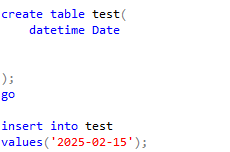 create table test(
datetime Date
);
go
insert into test
values('2025-02-15');